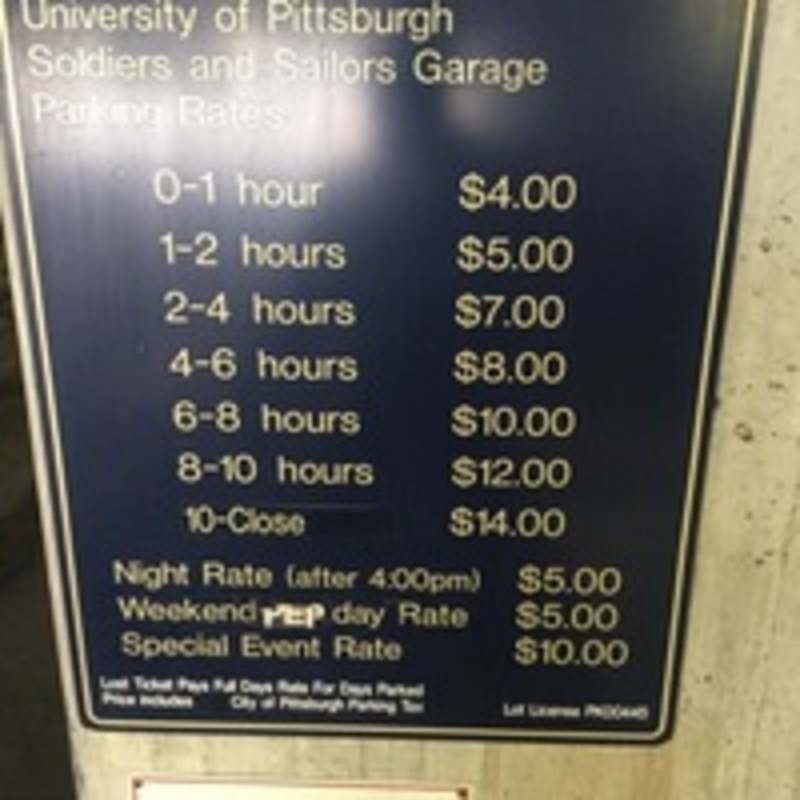 University of Pittsburgh
Soldiers and Sailors Garage
Parking Rates
0-1 hour $4.00
1-2 hours $5.00
2-4 hours $7.00
4-6 hours $8.00
6-8 hours $10.00
8-10 hours $12.00
10-Close $14.00
Night Rate (after 4:00pm) $5.00
Weekend PER day Rate $5.00
Special Event Rate $10.00
Lost Ticket Pays Full Days Rate For Days Parked
Price includes City of Pittsburgh Parking Tax Lot License